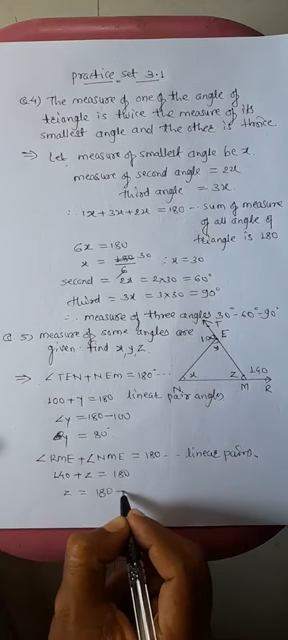 practice set 3.1
Q.4) The measure of one of the angle of
triangle is twice the measure of its
smallest angle and the other is thrice
⇒ Let measure of smallest angle be x.
measure of second angle = 2x
third angle = 3x.
∴ 1x + 3x + 2x = 180 -- sum of measure
of all angle of
triangle is 180
6x = 180
x = 180/6 30 ∴ x = 30
second = 2x = 2×30 = 60°
third = 3x = 3×30 = 90°
∴ measure of three angles 30°-60°-90°
Q 5) measure of some angles are
given. find x, y, z.
T
100 E
y
x z 140
N M R
⇒ ∠TEN + NEM = 180° --
100 + y = 180 linear pair angles
∠y = 180 - 100
y = 80°
∠RME + ∠NME = 180 -- linear pairs.
140 + z = 180
z = 180 -